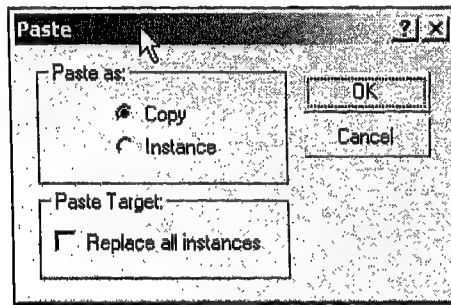 Paste
Paste as:
OK
Copy
Cancel
Instance
Paste Target:
Replace all instances